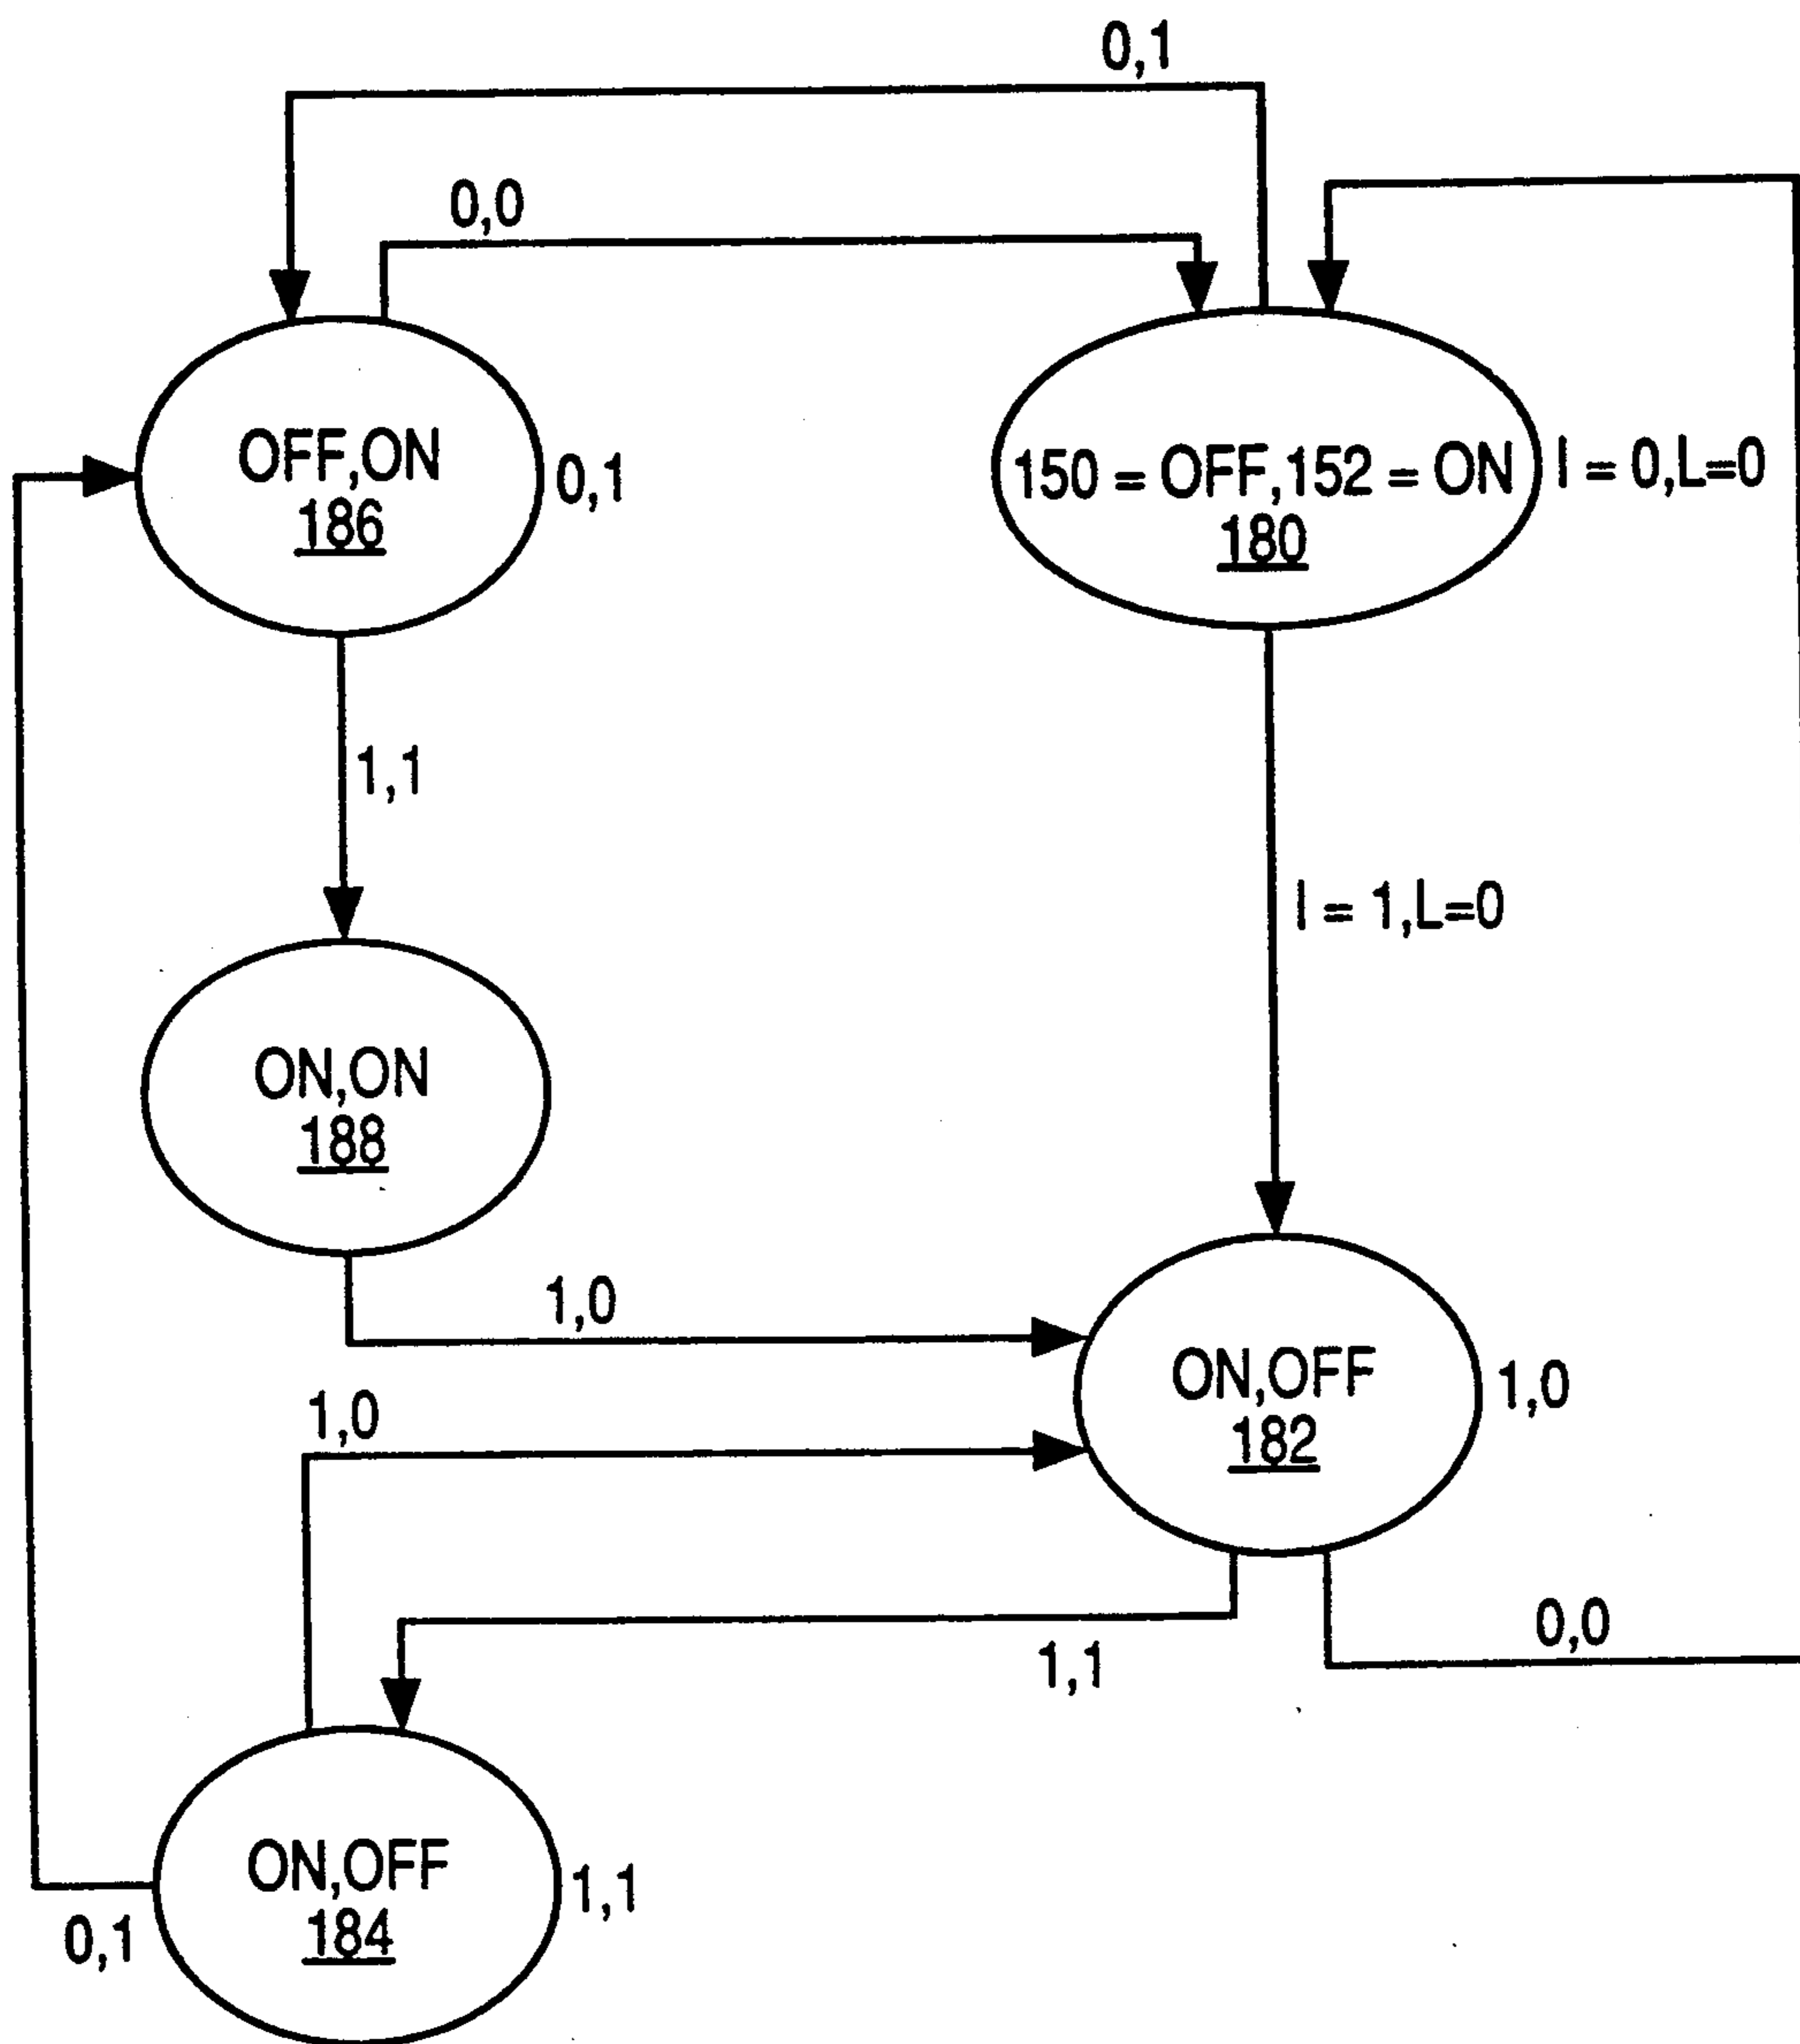 0,1
0,0
OFF,ON
186
0,1
150 = OFF,152 = ON
180
I = 0,L=0
1,1
I = 1,L=0
ON,ON
188
1,0
ON,OFF
182
1,0
1,0
1,1
0,0
ON,OFF
184
1,1
0,1